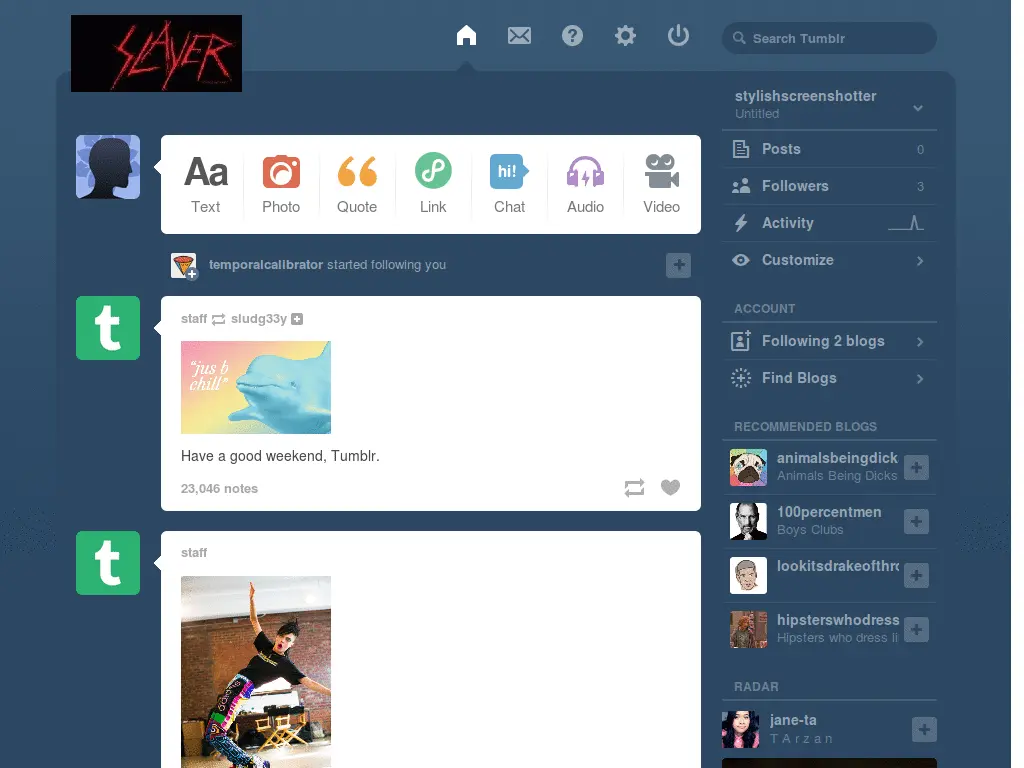 SLAYER
Search Tumblr
stylishscreenshotter
Untitled
Aa
hi!
Text
Photo
Quote
Link
Chat
Audio
Video
temporalcalibrator started following you
staff sludg33y
"jus b
chill"
Have a good weekend, Tumblr.
23,046 notes
staff
Posts 0
Followers 3
Activity
Customize
ACCOUNT
Following 2 blogs
Find Blogs
RECOMMENDED BLOGS
animalsbeingdick
Animals Being Dicks
100percentmen
Boys Clubs
lookitsdrakeofthro
hipsterswhodress
Hipsters who dress li
RADAR
jane-ta
T A r z a n